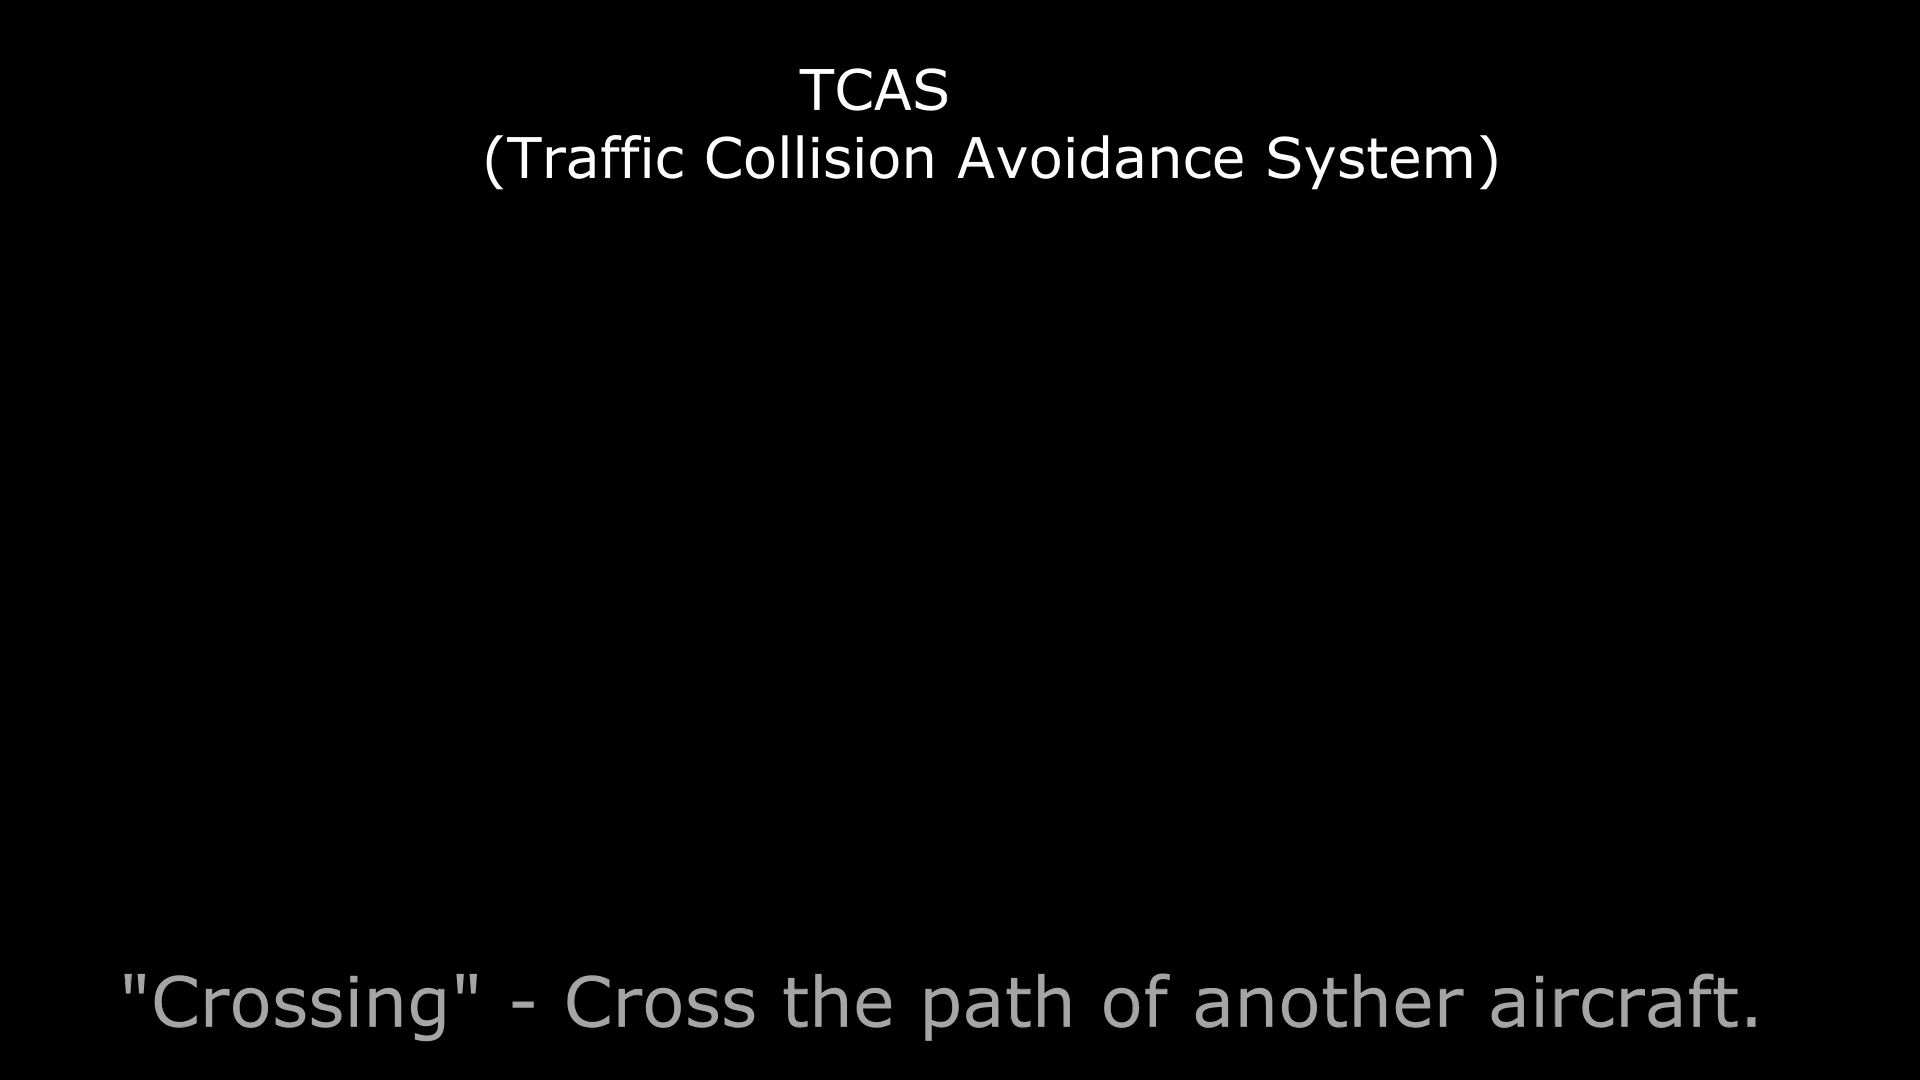 TCAS
(Traffic Collision Avoidance System)
"Crossing" - Cross the path of another aircraft.